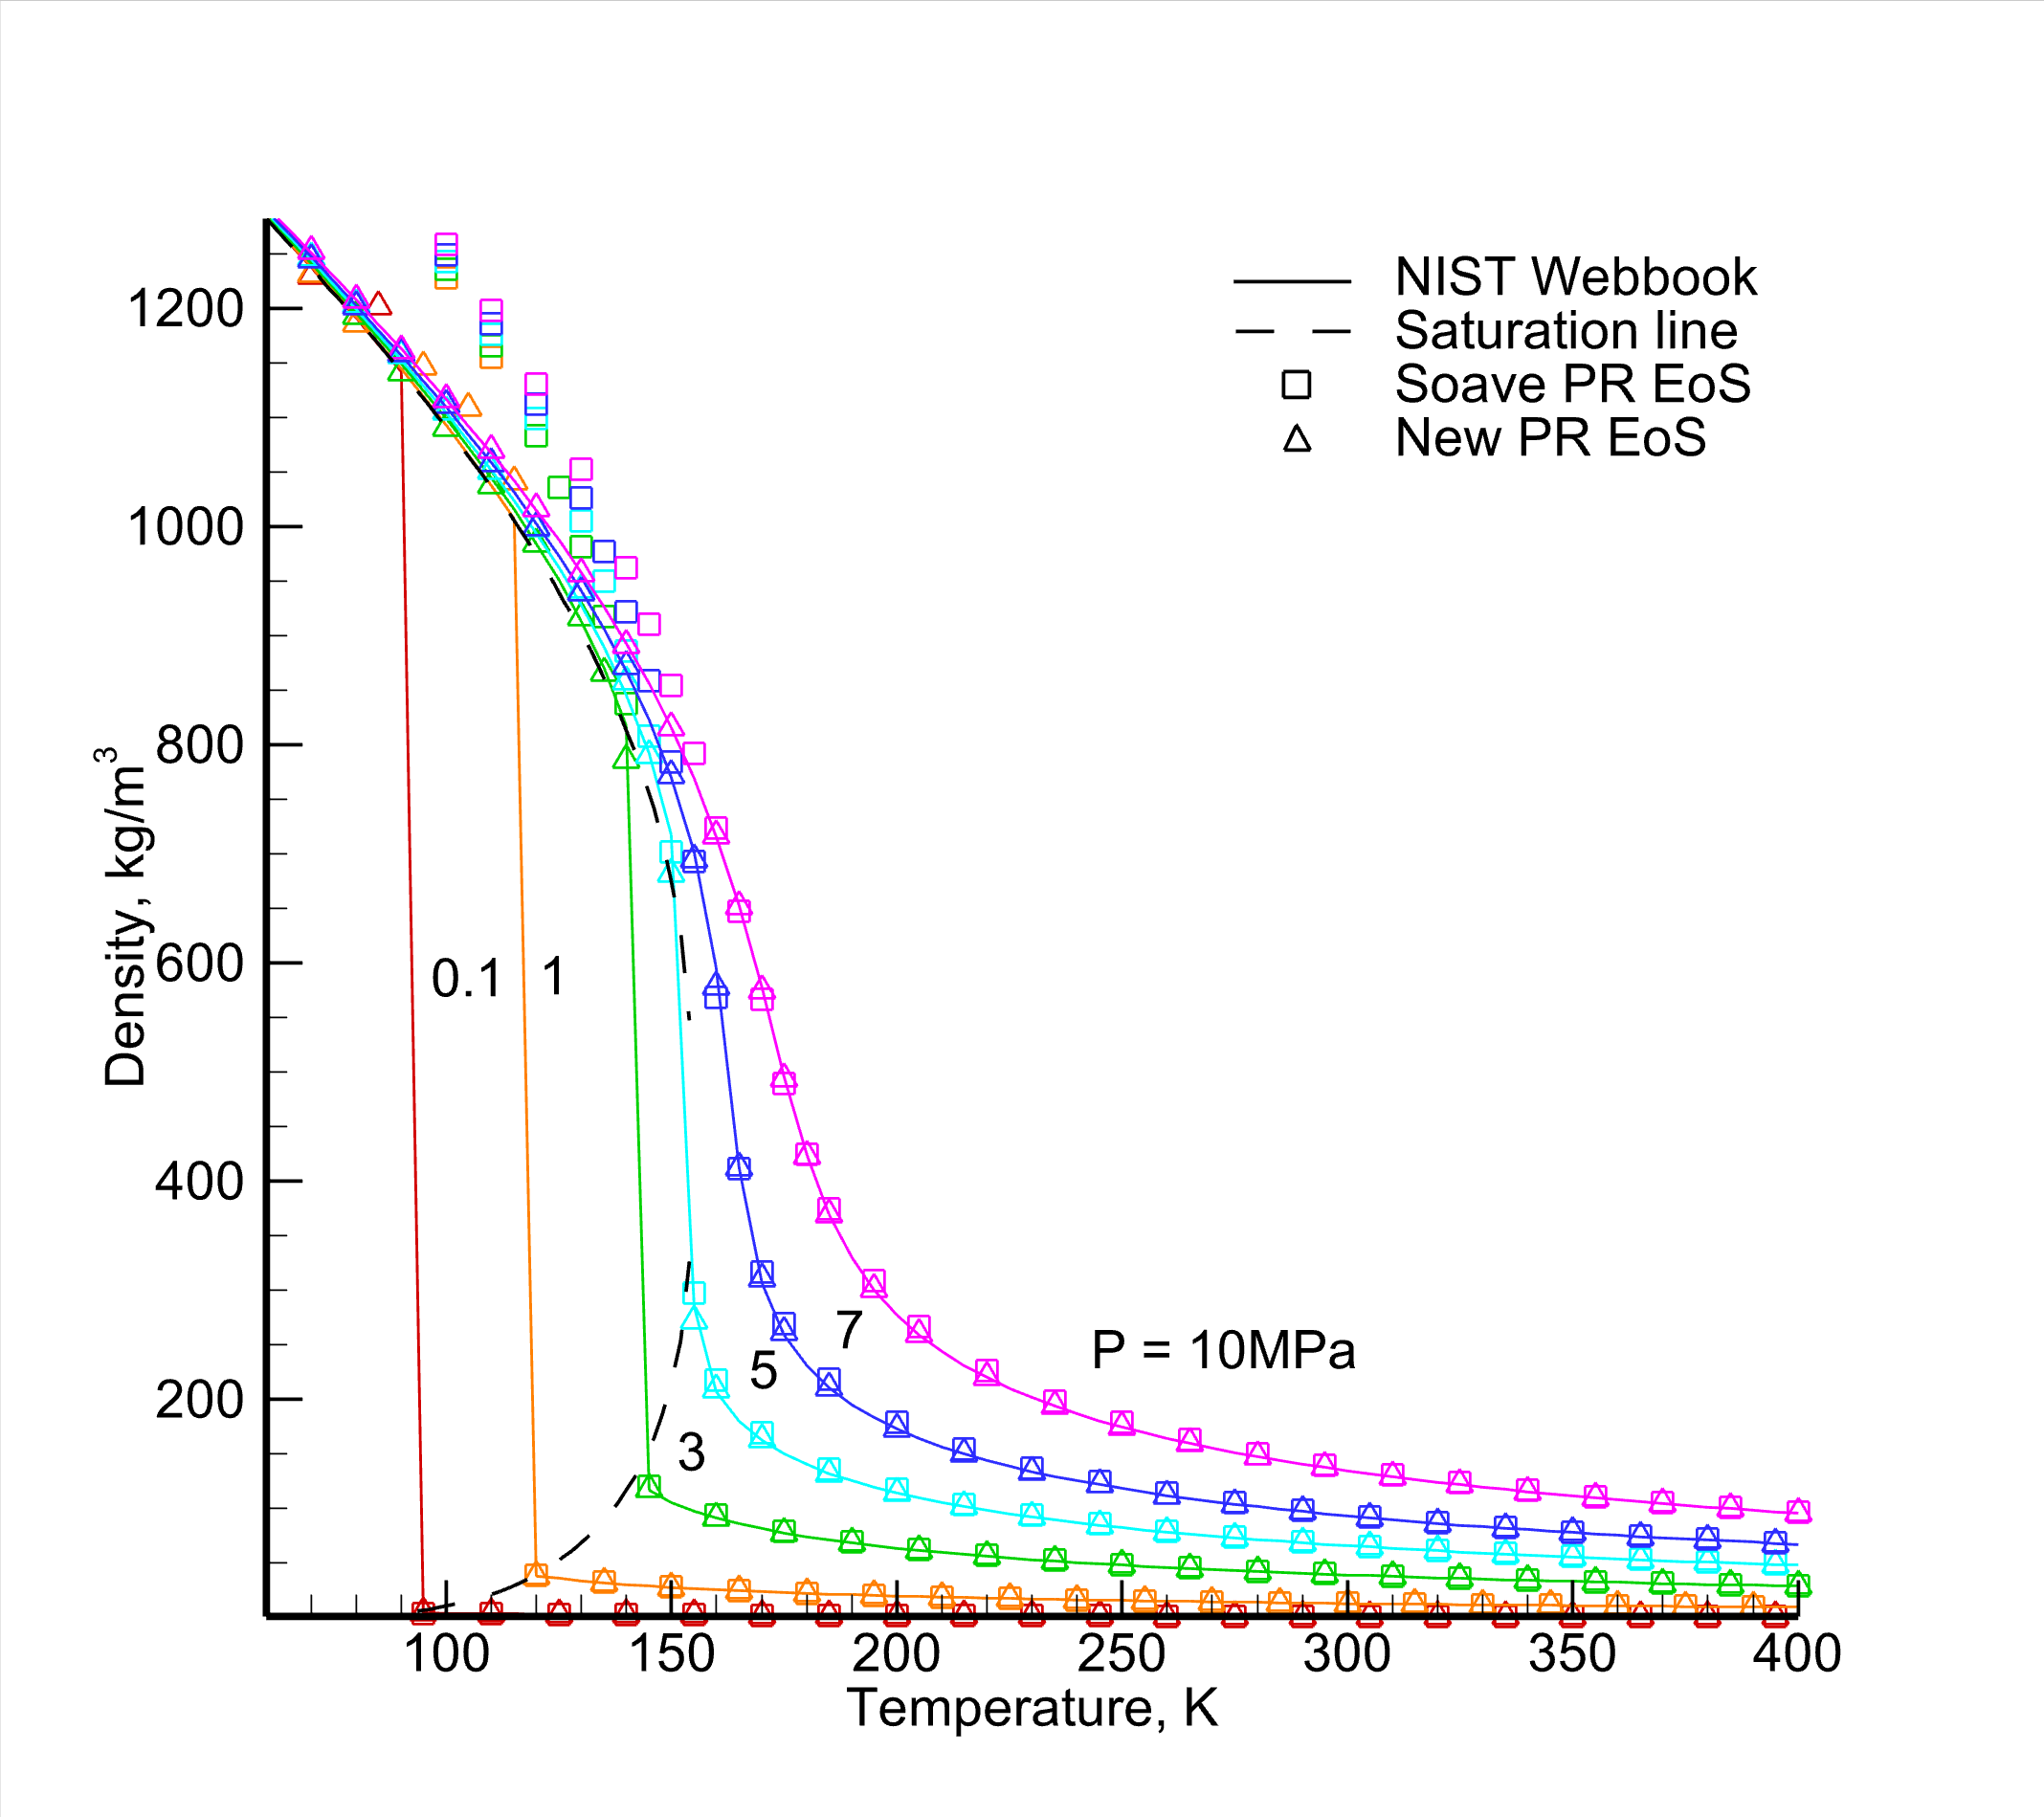 NIST Webbook
Saturation line
Soave PR EoS
New PR EoS
1200
1000
800
600
400
200
Density, kg/m³
0.1
1
3
5
7
P = 10MPa
100 150 200 250 300 350 400
Temperature, K